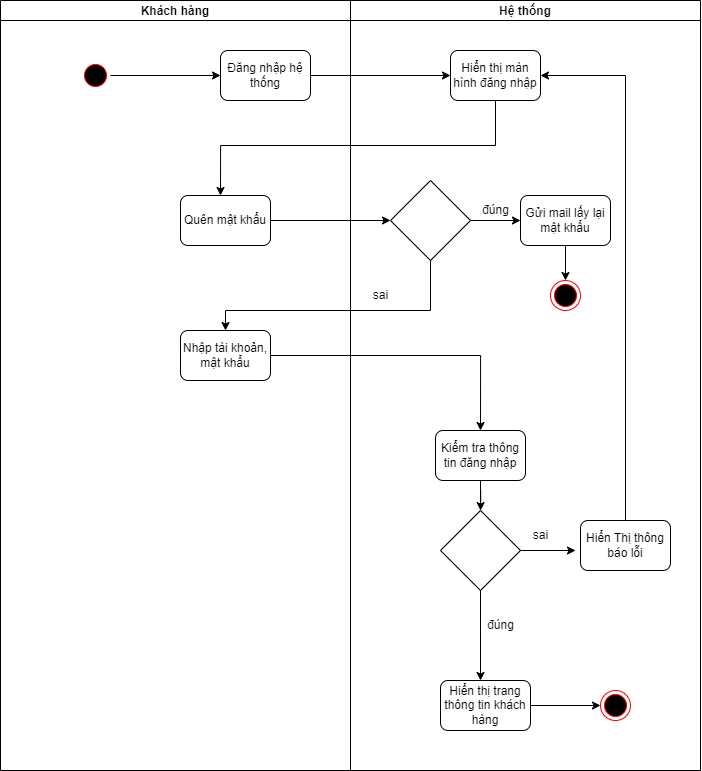 Khách hàng
Hệ thống
Đăng nhập hệ
thống
Hiển thị màn
hình đăng nhập
Quên mật khẩu
đúng
Gửi mail lấy lại
mật khẩu
sai
Nhập tài khoản,
mật khẩu
Kiểm tra thông
tin đăng nhập
sai
Hiển Thị thông
báo lỗi
đúng
Hiển thị trang
thông tin khách
hàng